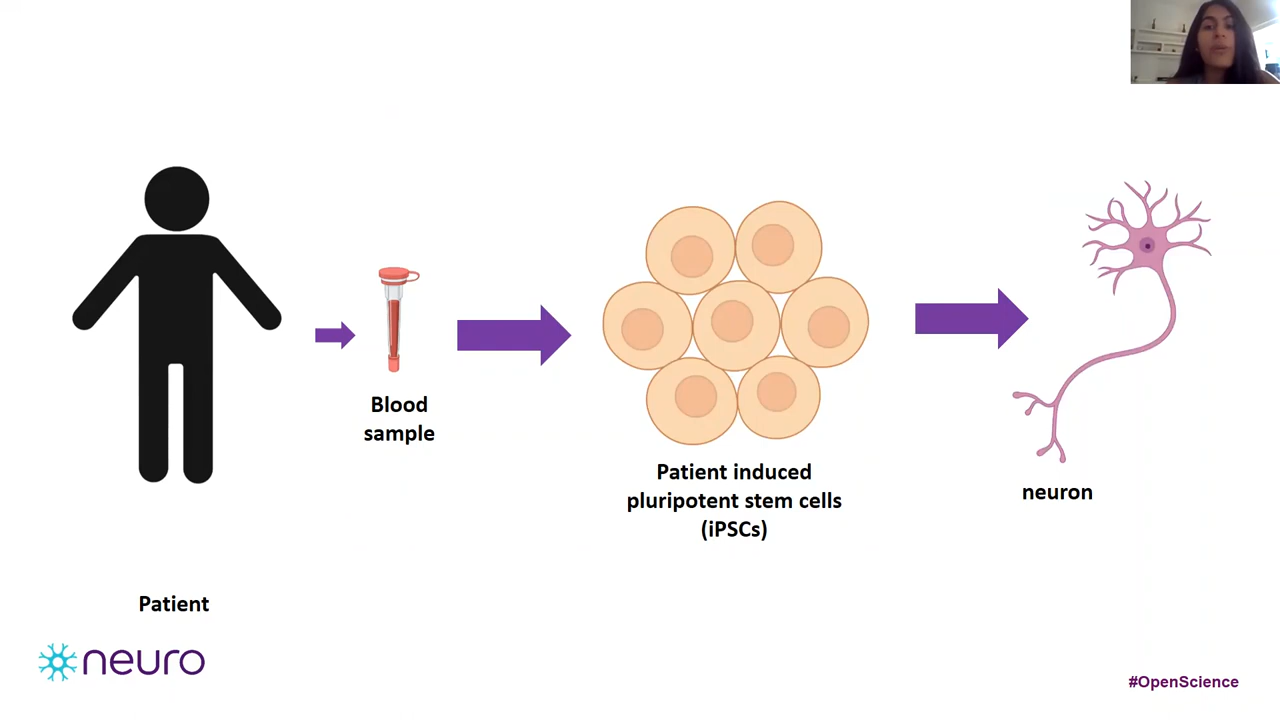 Blood
sample
Patient induced
pluripotent stem cells
(iPSCs)
neuron
Patient
neuro
#OpenScience